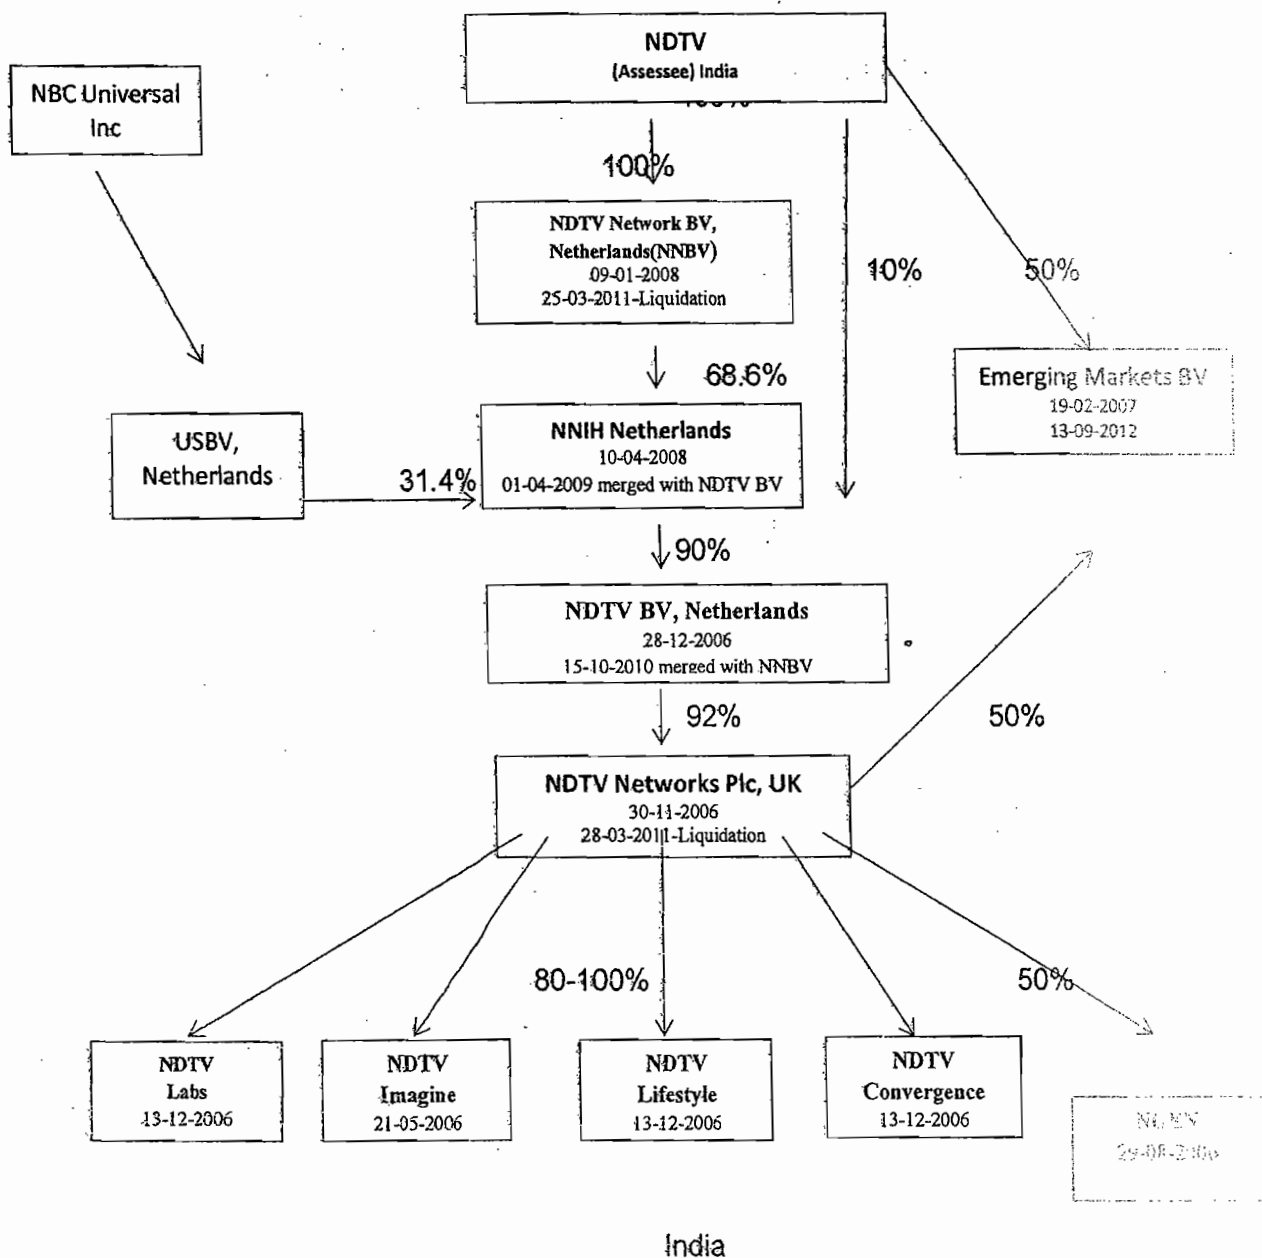 NDTV
(Assessee) India
NBC Universal
Inc
100%
NDTV Network BV,
Netherlands(NNBV)
09-01-2008
25-03-2011-Liquidation
10%
50%
68.6%
Emerging Markets BV
19-02-2007
13-09-2012
USBV,
Netherlands
31.4%
NNIH Netherlands
10-04-2008
01-04-2009 merged with NDTV BV
90%
NDTV BV, Netherlands
28-12-2006
15-10-2010 merged with NNBV
92%
50%
NDTV Networks Plc, UK
30-11-2006
28-03-2011-Liquidation
80-100%
50%
NDTV
Labs
13-12-2006
NDTV
Imagine
21-05-2006
NDTV
Lifestyle
13-12-2006
NDTV
Convergence
13-12-2006
India